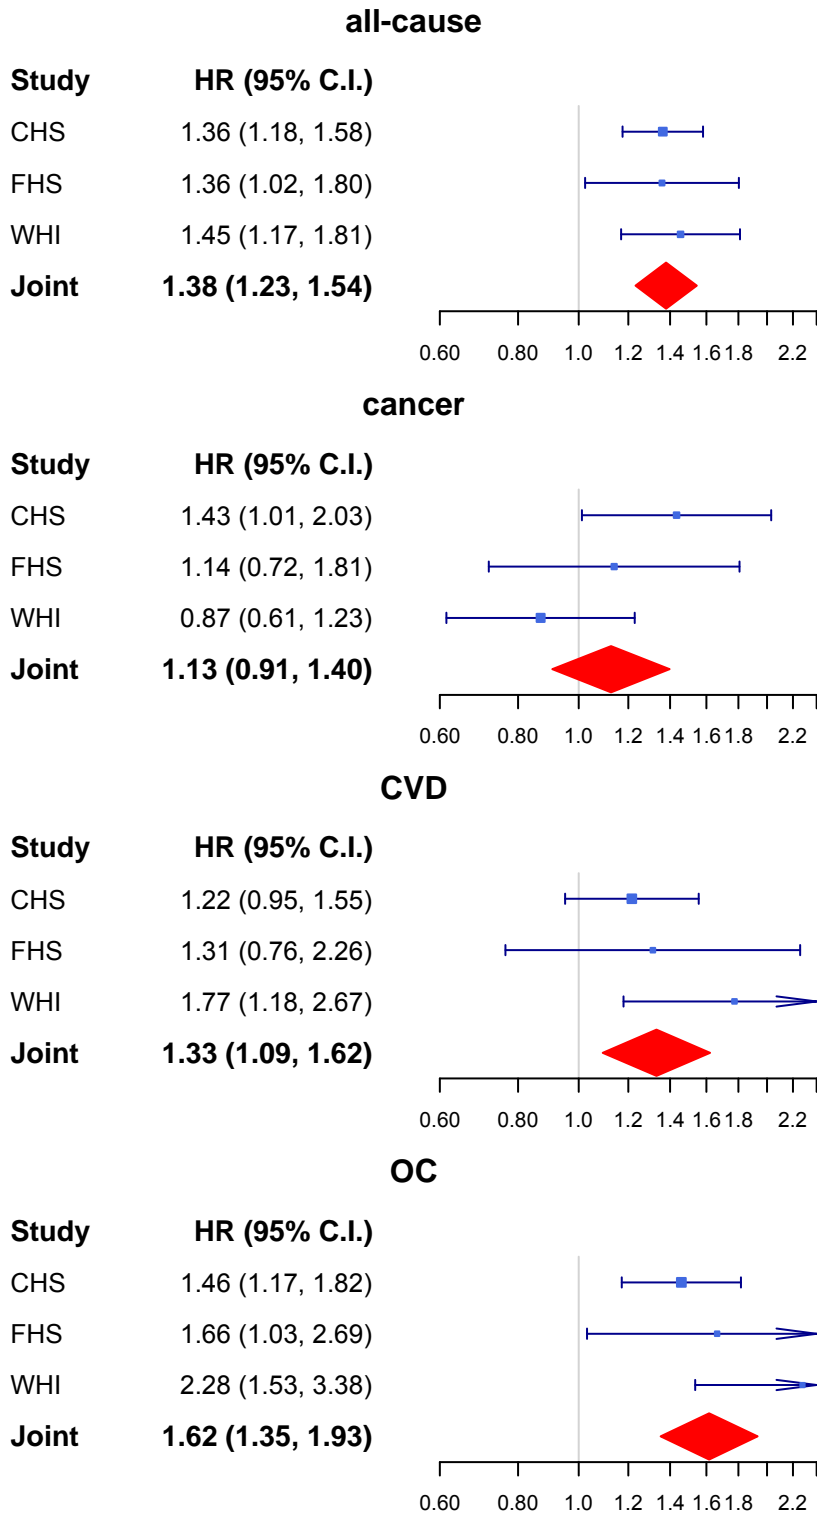 all-cause
Study HR (95% C.I.)
CHS 1.36 (1.18, 1.58)
FHS 1.36 (1.02, 1.80)
WHI 1.45 (1.17, 1.81)
Joint 1.38 (1.23, 1.54)
0.60 0.80 1.0 1.2 1.4 1.6 1.8 2.2
cancer
Study HR (95% C.I.)
CHS 1.43 (1.01, 2.03)
FHS 1.14 (0.72, 1.81)
WHI 0.87 (0.61, 1.23)
Joint 1.13 (0.91, 1.40)
0.60 0.80 1.0 1.2 1.4 1.6 1.8 2.2
CVD
Study HR (95% C.I.)
CHS 1.22 (0.95, 1.55)
FHS 1.31 (0.76, 2.26)
WHI 1.77 (1.18, 2.67)
Joint 1.33 (1.09, 1.62)
0.60 0.80 1.0 1.2 1.4 1.6 1.8 2.2
OC
Study HR (95% C.I.)
CHS 1.46 (1.17, 1.82)
FHS 1.66 (1.03, 2.69)
WHI 2.28 (1.53, 3.38)
Joint 1.62 (1.35, 1.93)
0.60 0.80 1.0 1.2 1.4 1.6 1.8 2.2